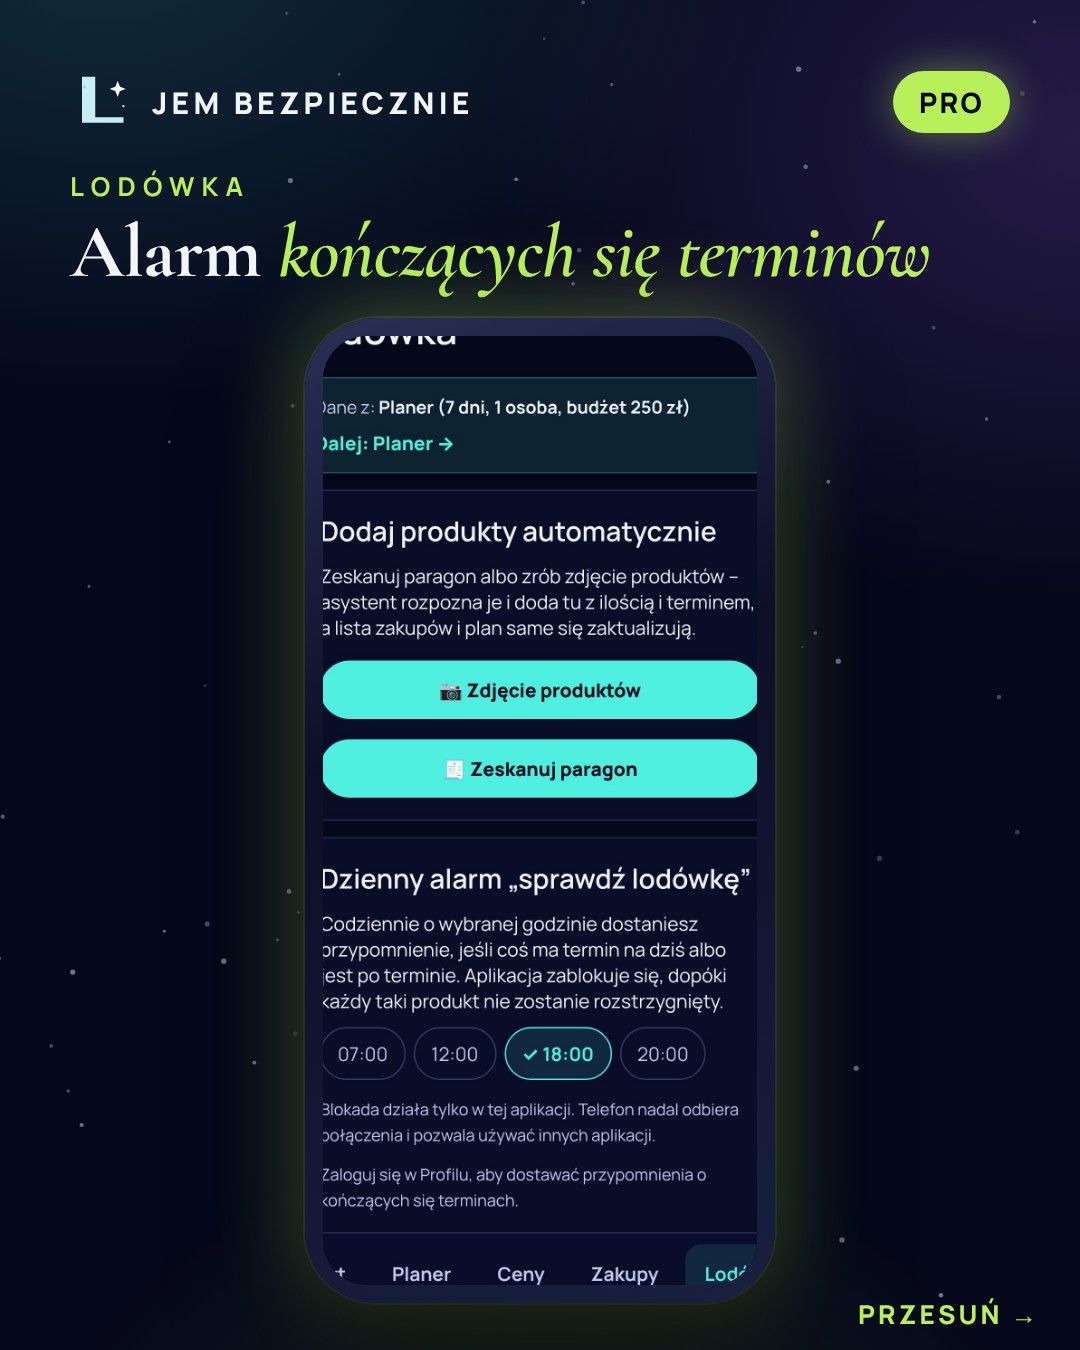 JEM BEZPIECZNIE
PRO
LODÓWKA
Alarm kończących się terminów
Dane z: Planer (7 dni, 1 osoba, budżet 250 zł)
Dalej: Planer →
Dodaj produkty automatycznie
Zeskanuj paragon albo zrób zdjęcie produktów –
asystent rozpozna je i doda tu z ilością i terminem,
a lista zakupów i plan same się zaktualizują.
📷 Zdjęcie produktów
🧾 Zeskanuj paragon
Dzienny alarm „sprawdź lodówkę”
Codziennie o wybranej godzinie dostaniesz
przypomnienie, jeśli coś ma termin na dziś albo
jest po terminie. Aplikacja zablokuje się, dopóki
każdy taki produkt nie zostanie rozstrzygnięty.
07:00 12:00 ✓ 18:00 20:00
Blokada działa tylko w tej aplikacji. Telefon nadal odbiera
połączenia i pozwala używać innych aplikacji.
Zaloguj się w Profilu, aby dostawać przypomnienia o
kończących się terminach.
Planer Ceny Zakupy
PRZESUŃ →